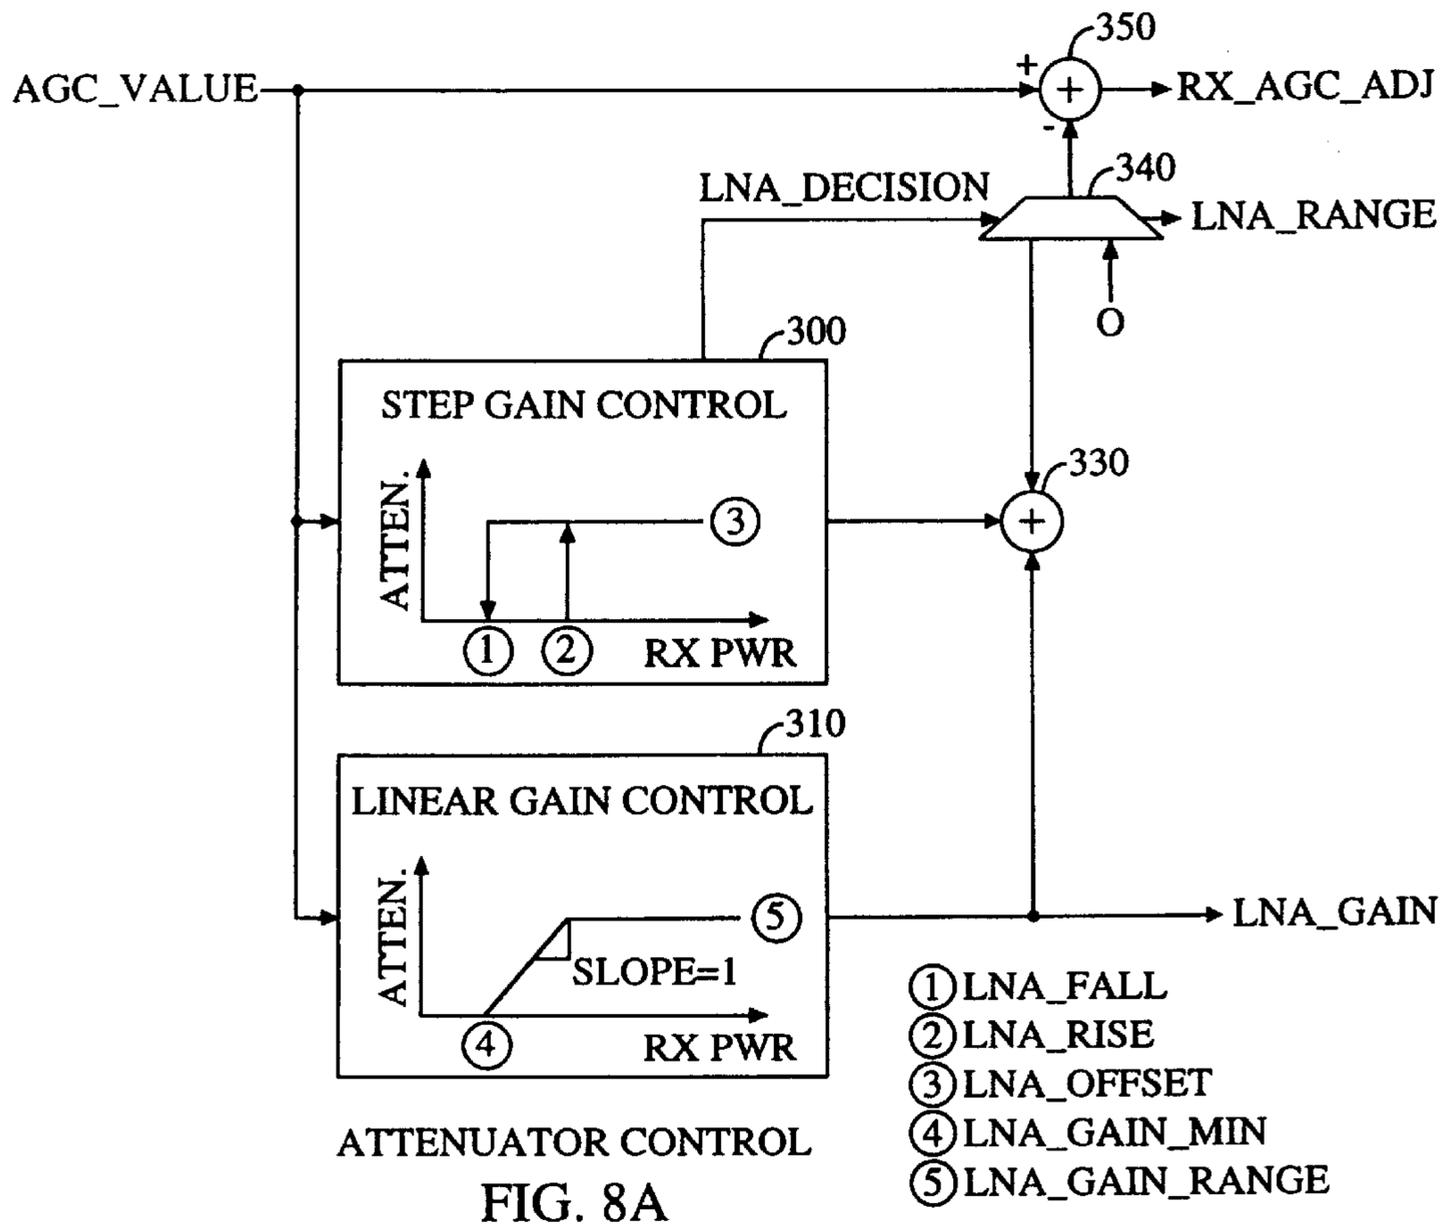 350
AGC_VALUE
+
+
RX_AGC_ADJ
-
340
LNA_DECISION
LNA_RANGE
O
300
STEP GAIN CONTROL
ATTEN.
3
1
2
RX PWR
330
+
310
LINEAR GAIN CONTROL
ATTEN.
5
SLOPE=1
4
RX PWR
LNA_GAIN
1 LNA_FALL
2 LNA_RISE
3 LNA_OFFSET
4 LNA_GAIN_MIN
5 LNA_GAIN_RANGE
ATTENUATOR CONTROL
FIG. 8A